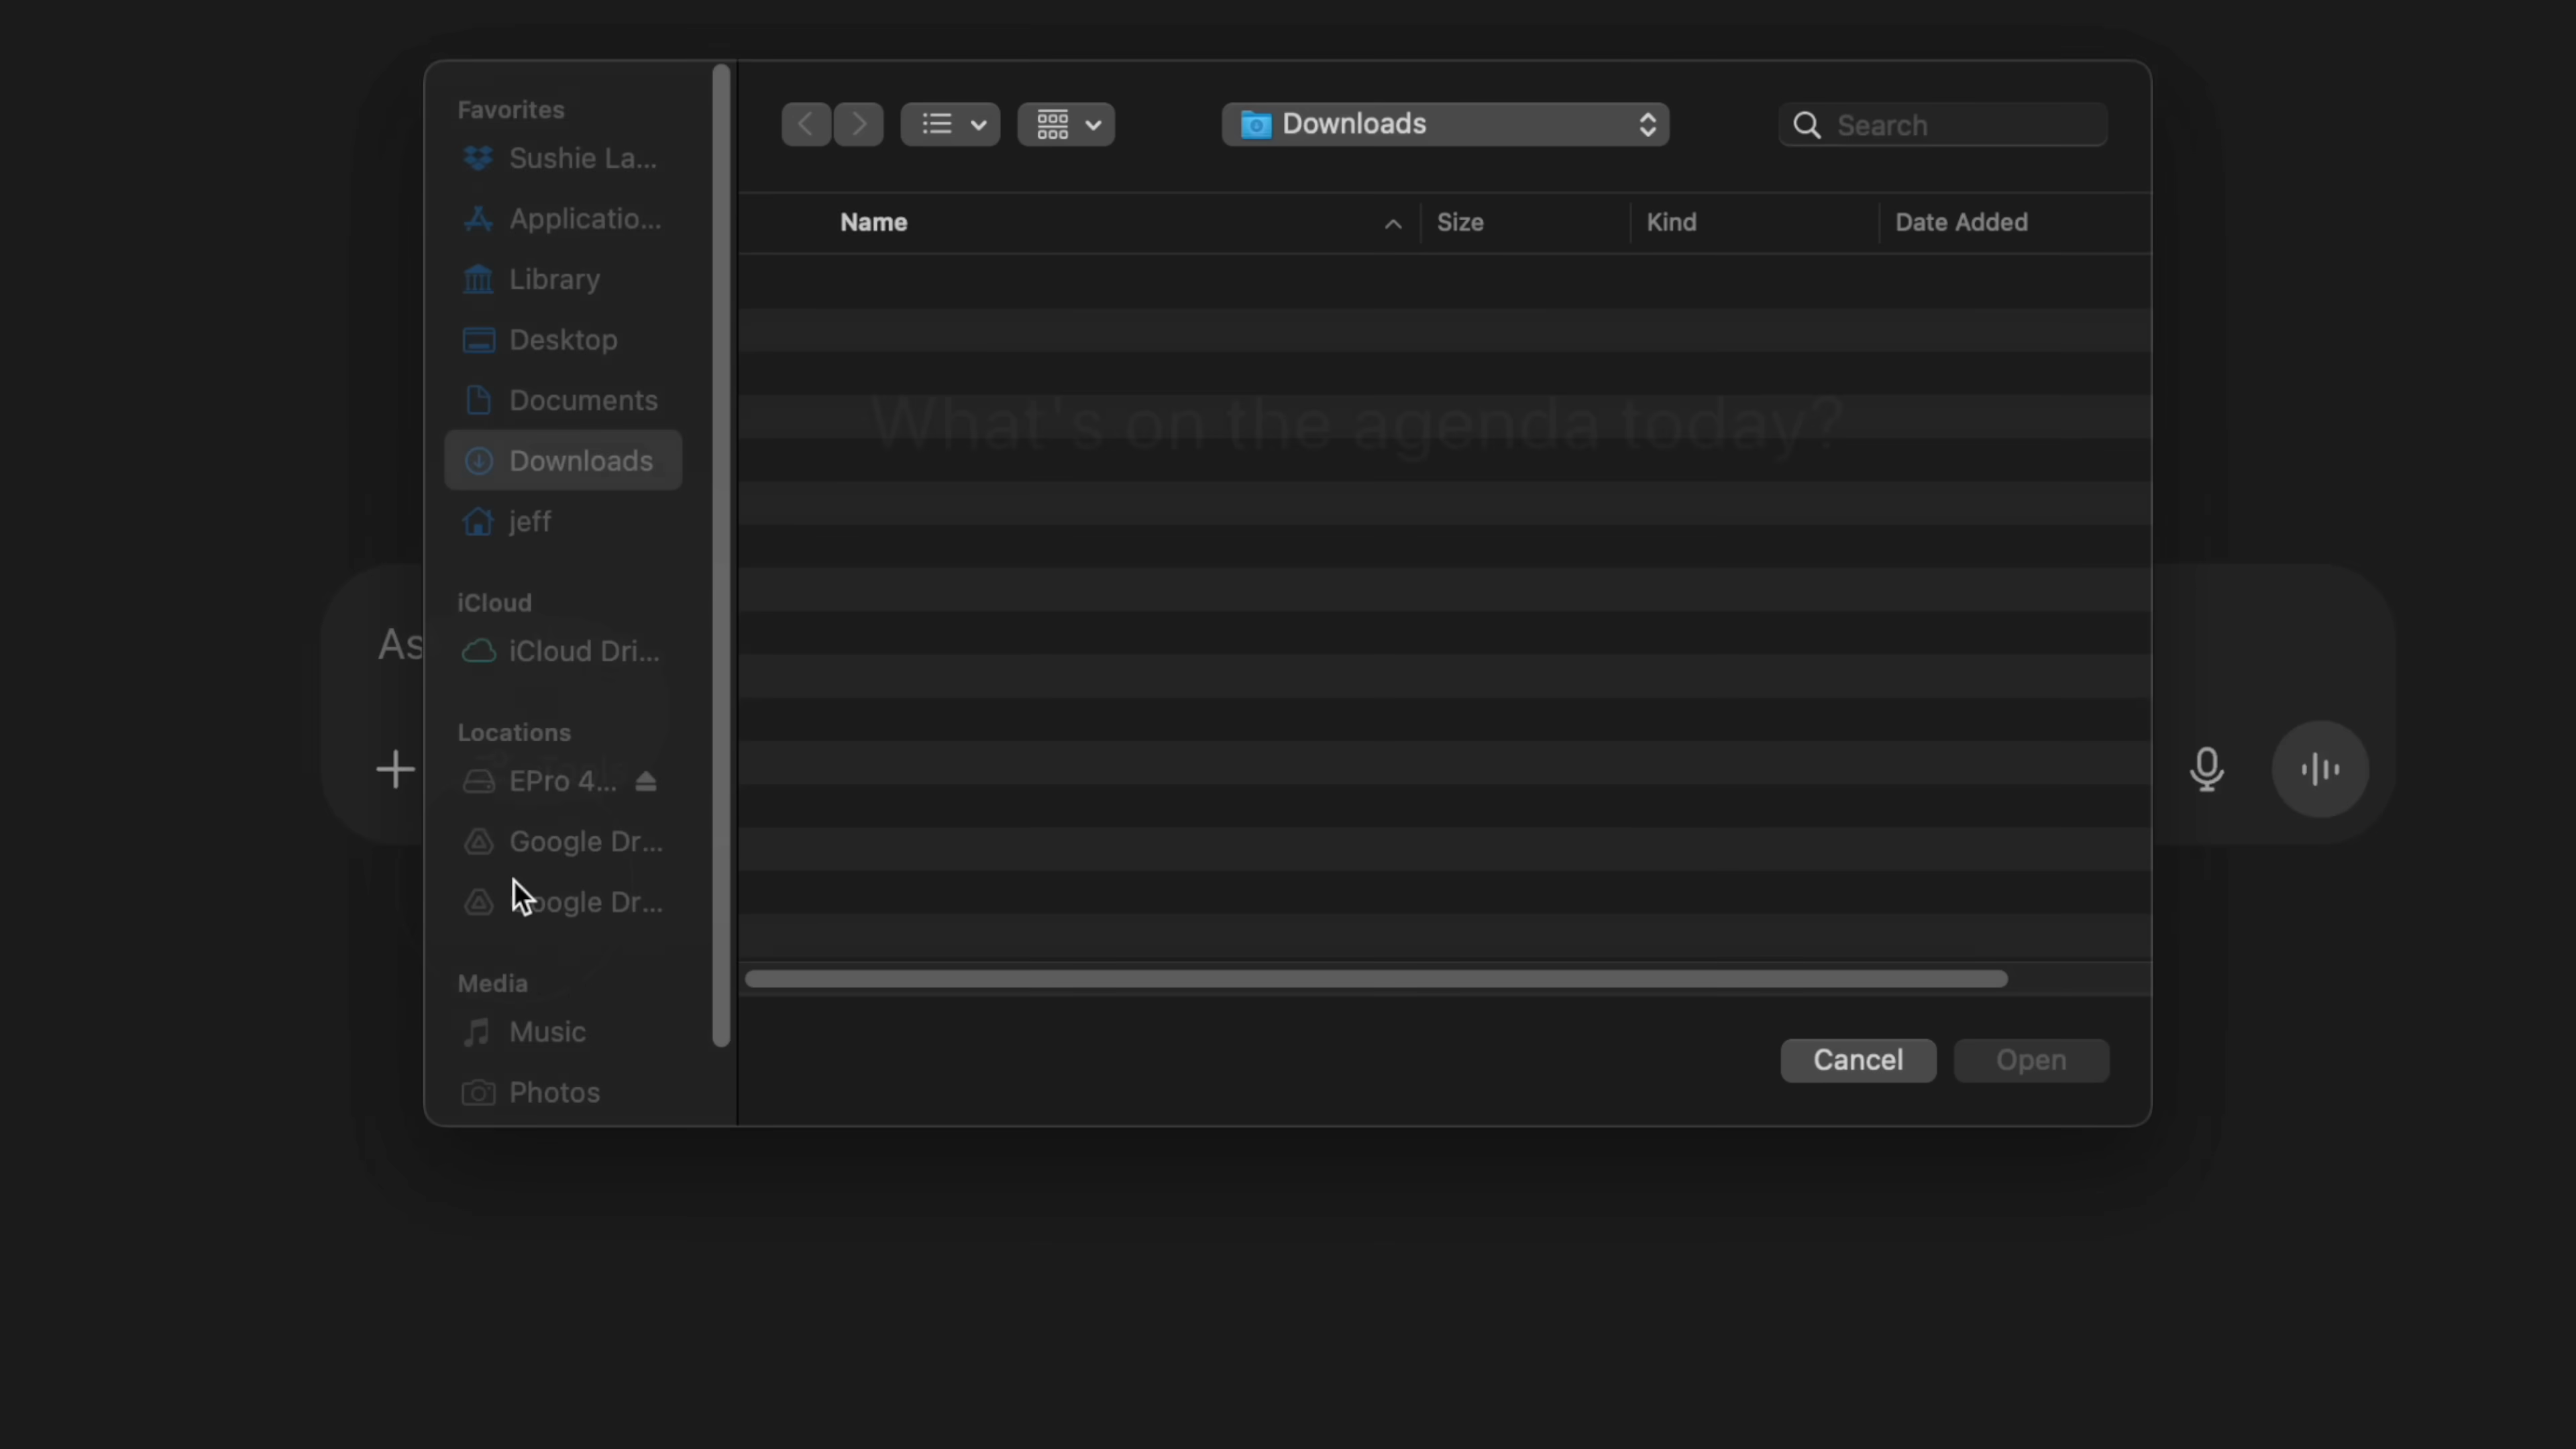 Favorites
Sushie La...
Applicatio...
Library
Desktop
Documents
Downloads
jeff
iCloud
iCloud Dri...
Locations
EPro 4...
Google Dr...
oogle Dr...
Media
Music
Photos
Downloads
Search
Name
Size
Kind
Date Added
What's on the agenda today?
As
Cancel
Open